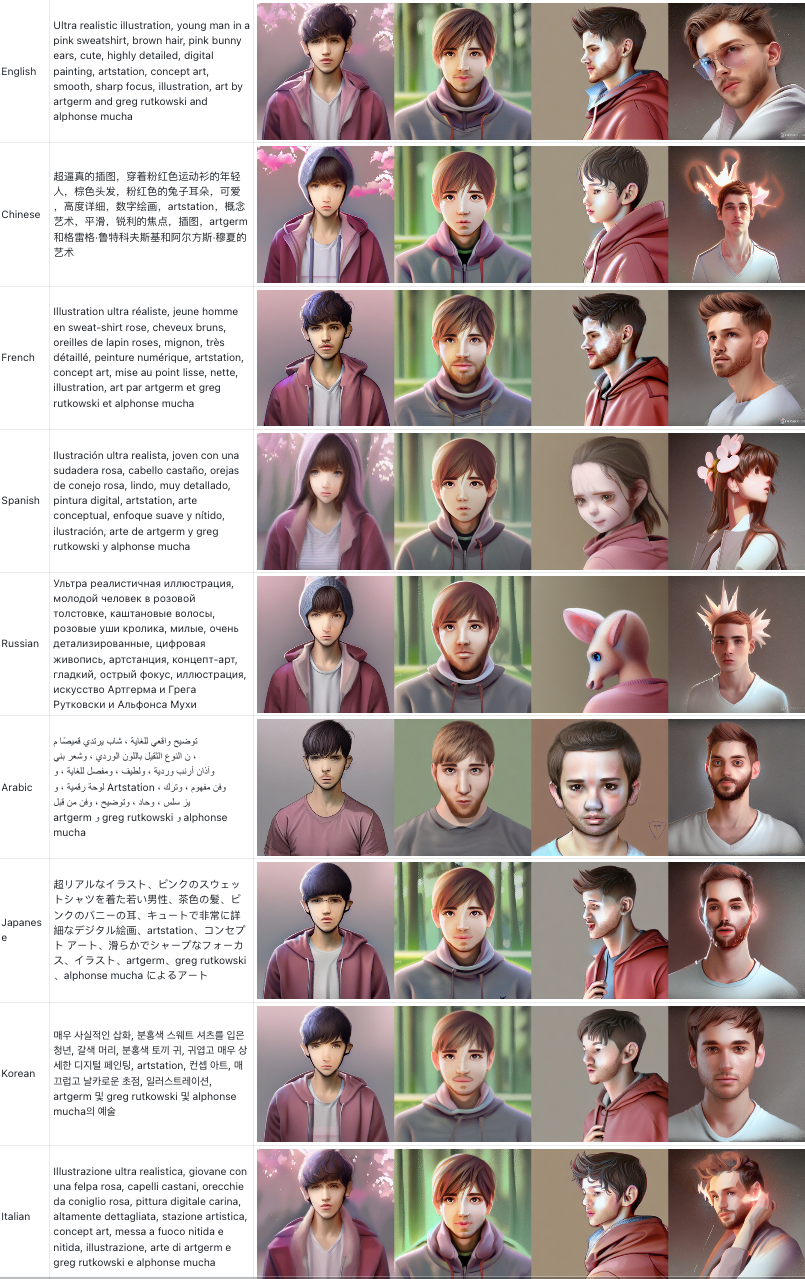 English
Ultra realistic illustration, young man in a
pink sweatshirt, brown hair, pink bunny
ears, cute, highly detailed, digital
painting, artstation, concept art,
smooth, sharp focus, illustration, art by
artgerm and greg rutkowski and
alphonse mucha
Chinese
超逼真的插图，穿着粉红色运动衫的年轻
人，棕色头发，粉红色的兔子耳朵，可爱
，高度详细，数字绘画，artstation，概念
艺术，平滑，锐利的焦点，插图，artgerm
和格雷格·鲁特科夫斯基和阿尔方斯·穆夏的
艺术
French
Illustration ultra réaliste, jeune homme
en sweat-shirt rose, cheveux bruns,
oreilles de lapin roses, mignon, très
détaillé, peinture numérique, artstation,
concept art, mise au point lisse, nette,
illustration, art par artgerm et greg
rutkowski et alphonse mucha
Spanish
Ilustración ultra realista, joven con una
sudadera rosa, cabello castaño, orejas
de conejo rosa, lindo, muy detallado,
pintura digital, artstation, arte
conceptual, enfoque suave y nítido,
ilustración, arte de artgerm y greg
rutkowski y alphonse mucha
Russian
Ультра реалистичная иллюстрация,
молодой человек в розовой
толстовке, каштановые волосы,
розовые уши кролика, милые, очень
детализированные, цифровая
живопись, артстанция, концепт-арт,
гладкий, острый фокус, иллюстрация,
искусство Артгерма и Грега
Рутковски и Альфонса Мухи
Arabic
توضيح واقعي للغاية ، شاب يرتدي قميصًا م
ن النوع الثقيل باللون الوردي ، وشعر بني ،
وآذان أرنب وردية ، ولطيف ، ومفصل للغاية ، و
لوحة رقمية ، و Artstation ، وفن مفهوم ، وترك
يز سلس ، وحاد ، وتوضيح ، وفن من قبل
artgerm و greg rutkowski و alphonse
mucha
Japanes
e
超リアルなイラスト、ピンクのスウェッ
トシャツを着た若い男性、茶色の髪、ピ
ンクのバニーの耳、キュートで非常に詳
細なデジタル絵画、artstation、コンセプ
ト アート、滑らかでシャープなフォーカ
ス、イラスト、artgerm、greg rutkowski
、alphonse mucha によるアート
Korean
매우 사실적인 삽화, 분홍색 스웨트 셔츠를 입은
청년, 갈색 머리, 분홍색 토끼 귀, 귀엽고 매우 상
세한 디지털 페인팅, artstation, 컨셉 아트, 매
끄럽고 날카로운 초점, 일러스트레이션,
artgerm 및 greg rutkowski 및 alphonse
mucha의 예술
Italian
Illustrazione ultra realistica, giovane con
una felpa rosa, capelli castani, orecchie
da coniglio rosa, pittura digitale carina,
altamente dettagliata, stazione artistica,
concept art, messa a fuoco nitida e
nitida, illustrazione, arte di artgerm e
greg rutkowski e alphonse mucha